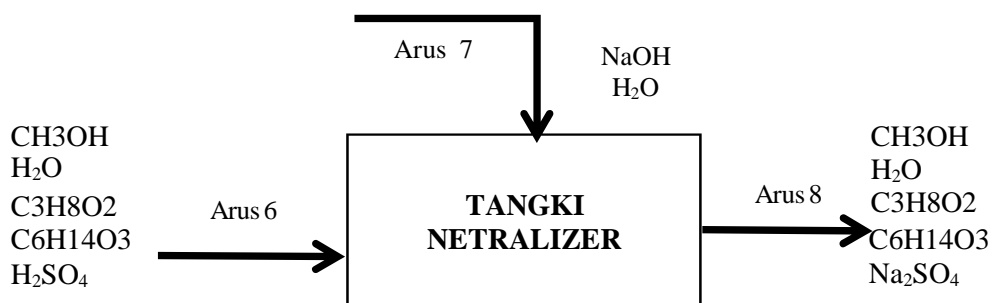 Arus 7
NaOH
H₂O
CH3OH
H₂O
C3H8O2
C6H14O3
H₂SO₄
Arus 6
TANGKI
NETRALIZER
Arus 8
CH3OH
H₂O
C3H8O2
C6H14O3
Na₂SO₄